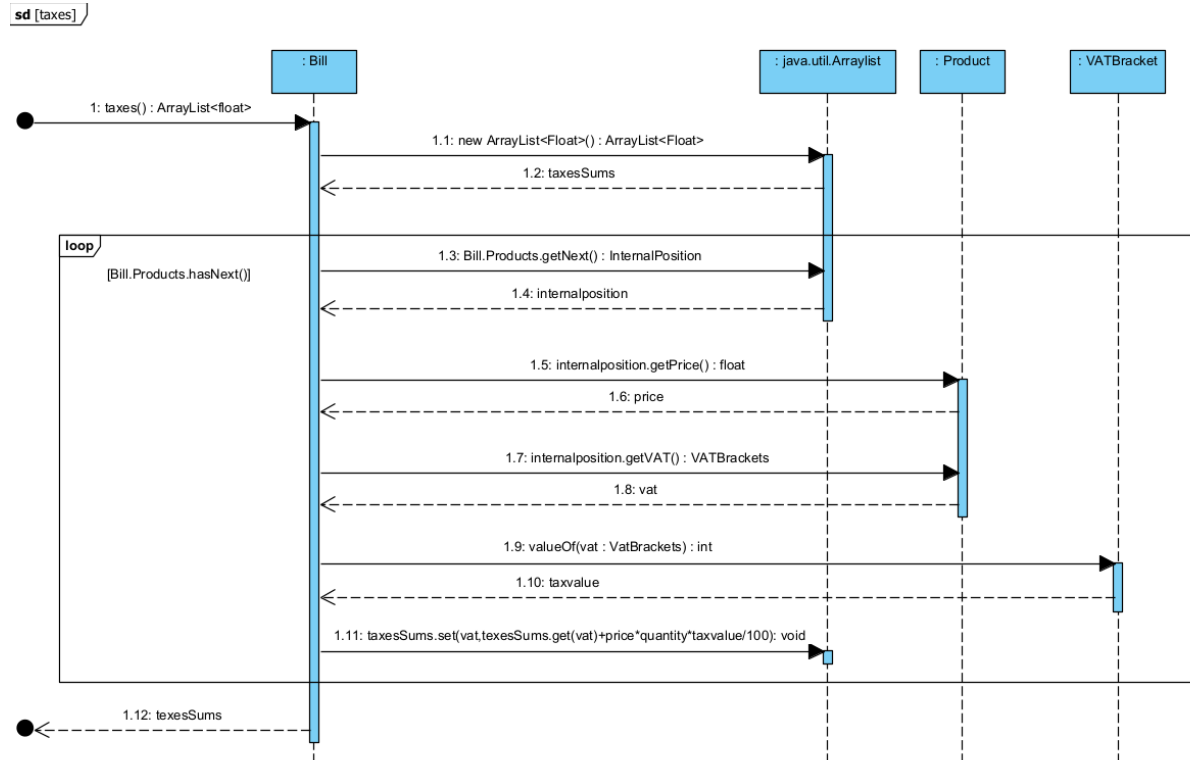 sd [taxes]
: Bill
: java.util.Arraylist
: Product
: VATBracket
1: taxes() : ArrayList<float>
1.1: new ArrayList<Float>() : ArrayList<Float>
1.2: taxesSums
loop
1.3: Bill.Products.getNext() : InternalPosition
[Bill.Products.hasNext()]
1.4: internalposition
1.5: internalposition.getPrice() : float
1.6: price
1.7: internalposition.getVAT() : VATBrackets
1.8: vat
1.9: valueOf(vat : VatBrackets) : int
1.10: taxvalue
1.11: taxesSums.set(vat,texesSums.get(vat)+price*quantity*taxvalue/100): void
1.12: texesSums